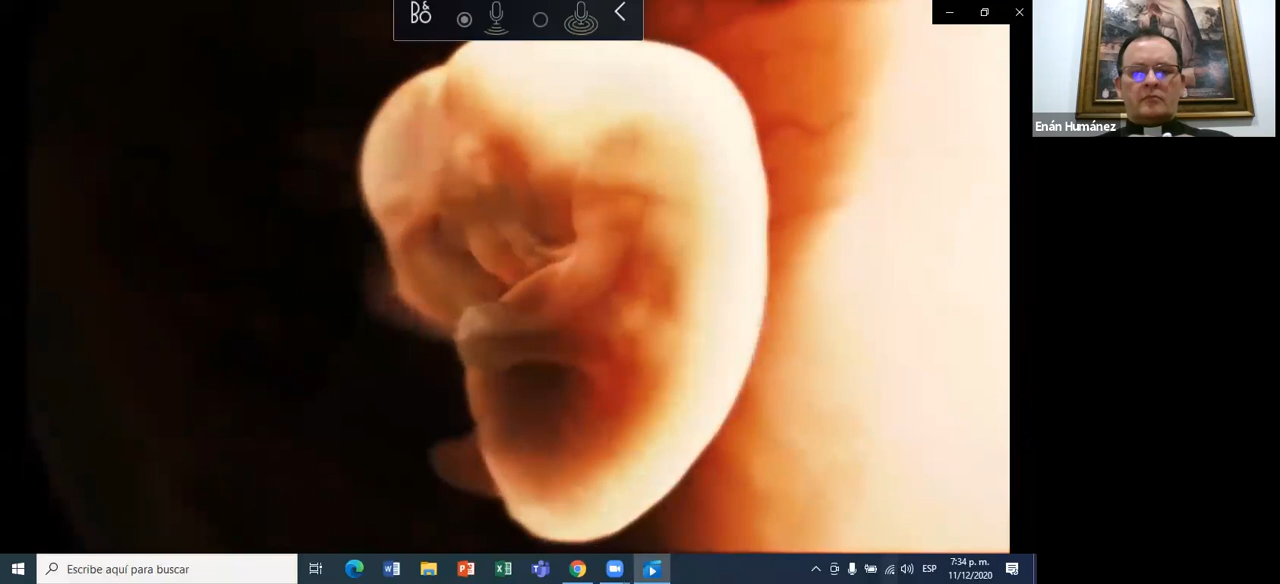 B&O
Enán Humánez
Escribe aquí para buscar
ESP
7:34 p. m.
11/12/2020